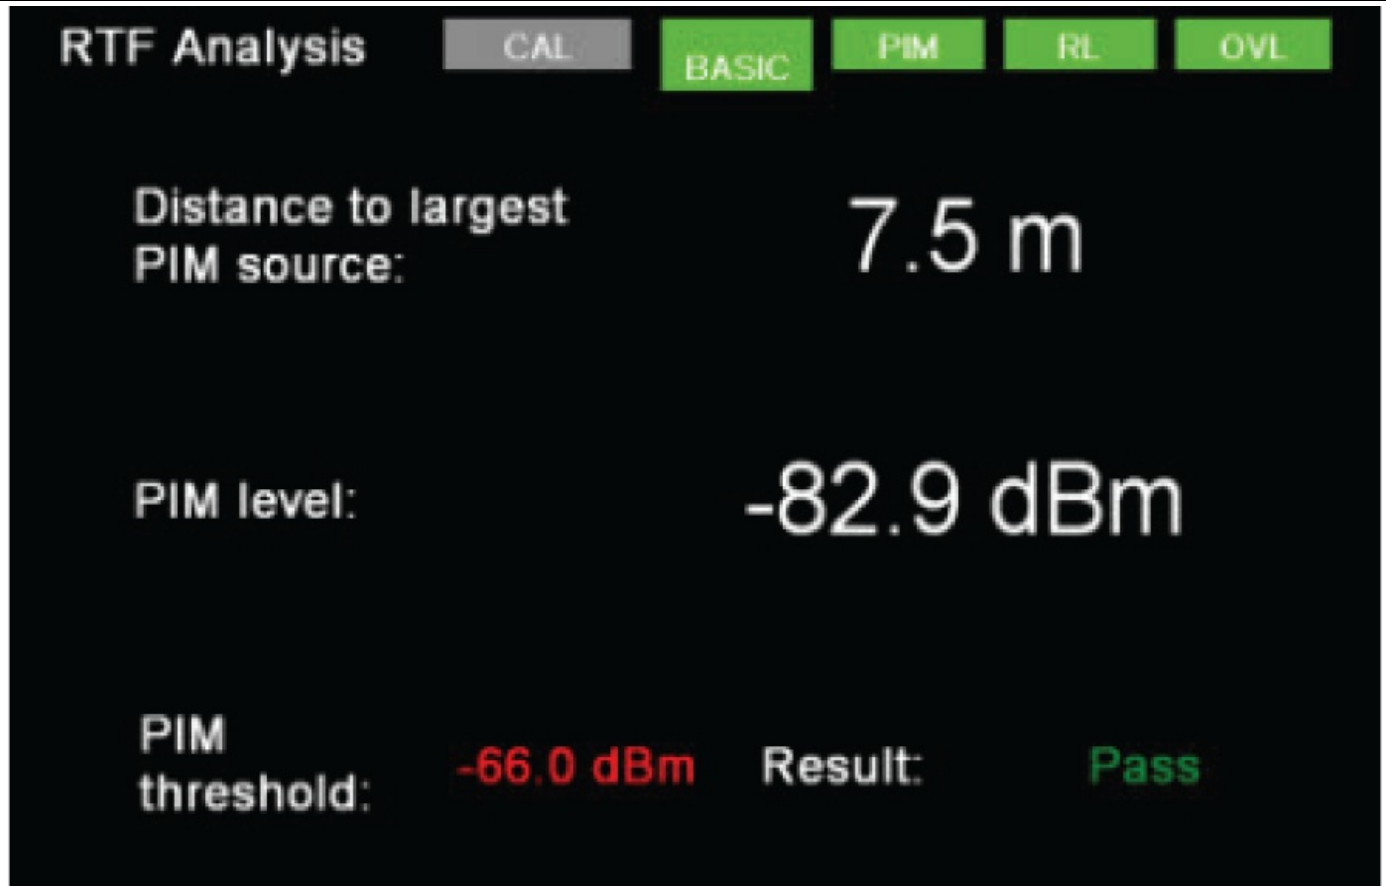 RTF Analysis CAL BASIC PIM RL OVL
Distance to largest
PIM source:
7.5 m
PIM level:
-82.9 dBm
PIM
threshold:
-66.0 dBm
Result:
Pass